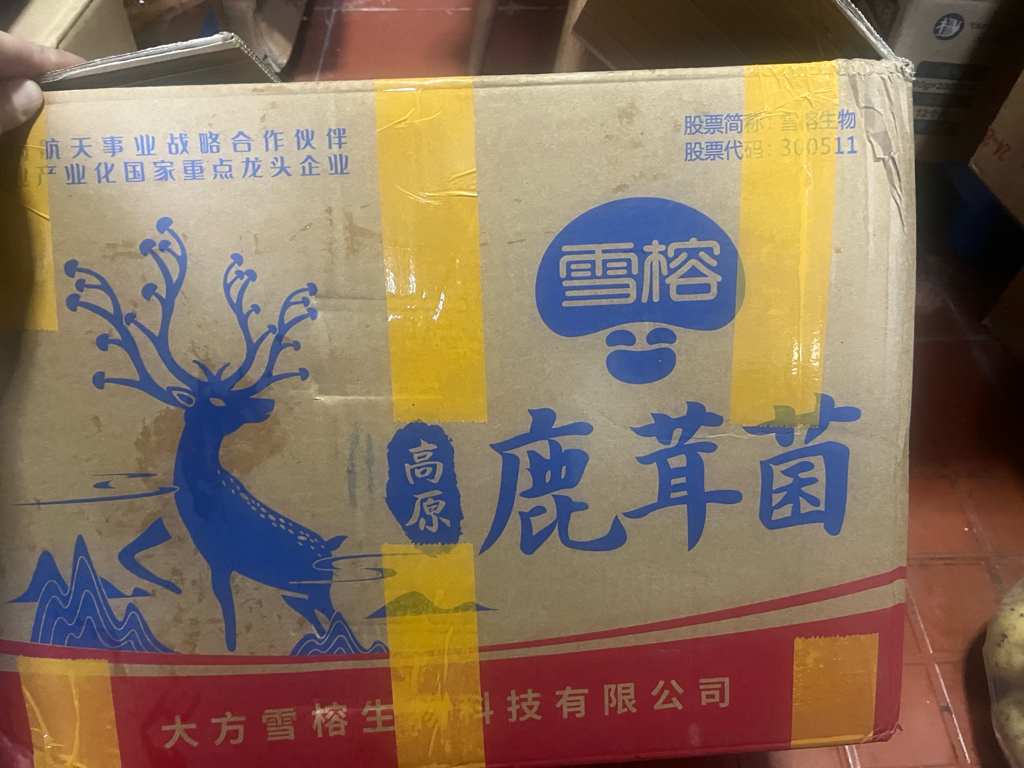 航天事业战略合作伙伴
产业化国家重点龙头企业
股票简称：雪榕生物
股票代码：300511
雪榕
高原
鹿茸菌
大方雪榕生 科技有限公司